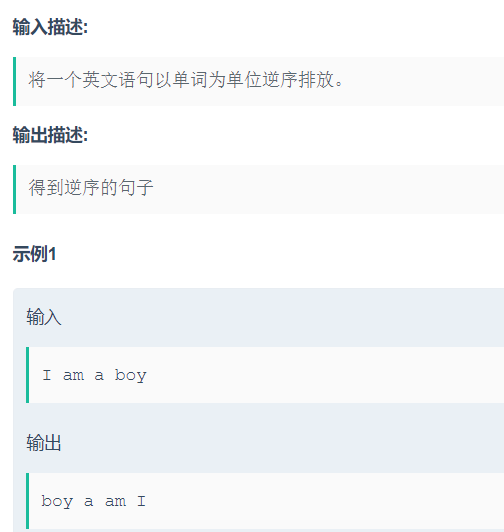 输入描述:
将一个英文语句以单词为单位逆序排放。
输出描述:
得到逆序的句子
示例1
输入
I am a boy
输出
boy a am I